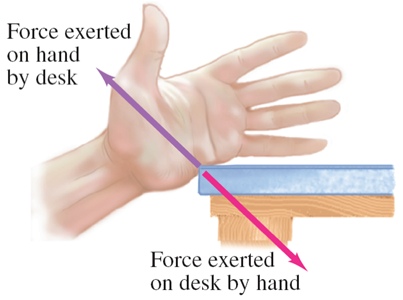 Force exerted
on hand
by desk
Force exerted
on desk by hand